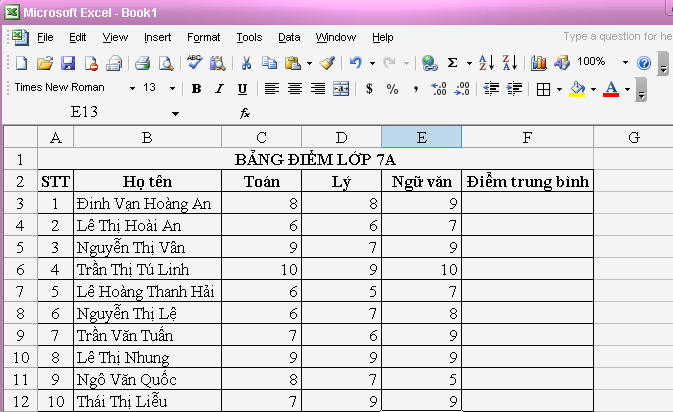 Microsoft Excel - Book1
File Edit View Insert Format Tools Data Window Help Type a question for he
100%
Times New Roman 13 B I U $ % ,
E13 fx
A B C D E F G
1 BẢNG ĐIỂM LỚP 7A
2 STT Họ tên Toán Lý Ngữ văn Điểm trung bình
3 1 Đinh Vạn Hoàng An 8 8 9
4 2 Lê Thị Hoài An 6 6 7
5 3 Nguyễn Thị Vân 9 7 9
6 4 Trần Thị Tú Linh 10 9 10
7 5 Lê Hoàng Thanh Hải 6 5 7
8 6 Nguyễn Thị Lệ 6 7 8
9 7 Trần Văn Tuấn 7 6 9
10 8 Lê Thị Nhung 9 9 9
11 9 Ngô Văn Quốc 8 7 5
12 10 Thái Thị Liễu 7 9 9